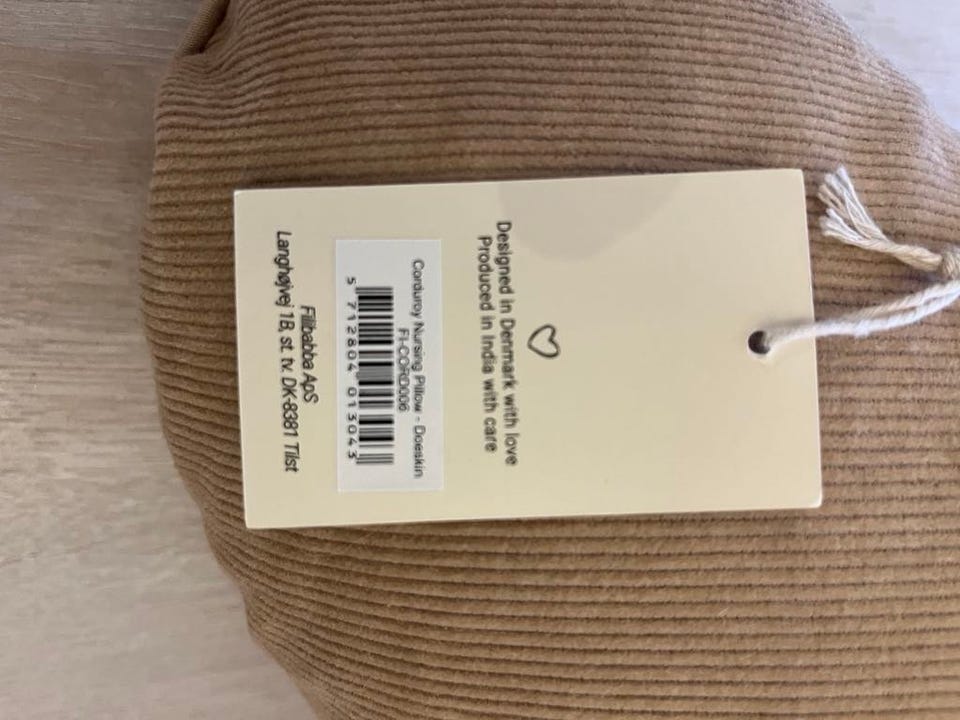 Designed in Denmark with love
Produced in India with care
Corduroy Nursing Pillow - Doeskin
FI-CORD006
5 712804 013043
Filibabba ApS
Langhøjvej 1B, st. tv. DK-8381 Tilst